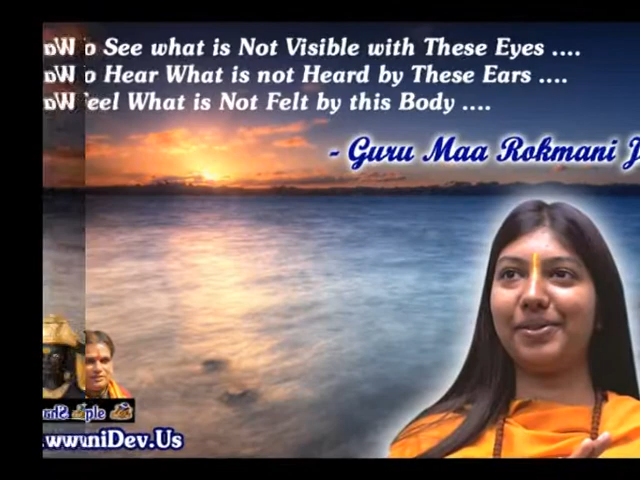 o See what is Not Visible with These Eyes ....
o Hear What is not Heard by These Ears ....
eel What is Not Felt by this Body ....
- Guru Maa Rokmani J
niDev.Us